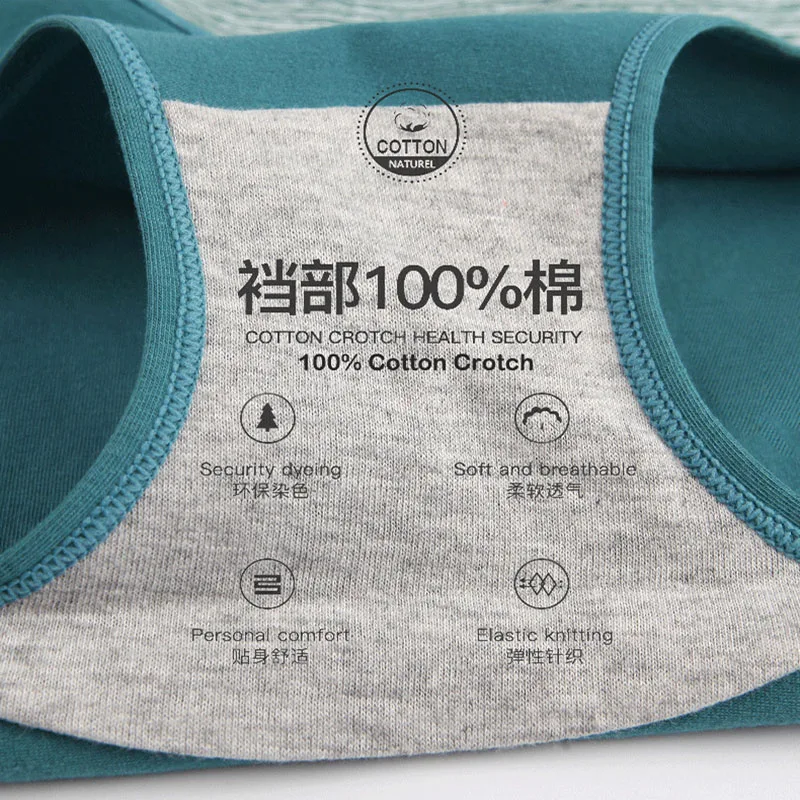 COTTON
NATUREL
裆部100%棉
COTTON CROTCH HEALTH SECURITY
100% Cotton Crotch
Security dyeing
环保染色
Soft and breathable
柔软透气
Personal comfort
贴身舒适
Elastic knitting
弹性针织